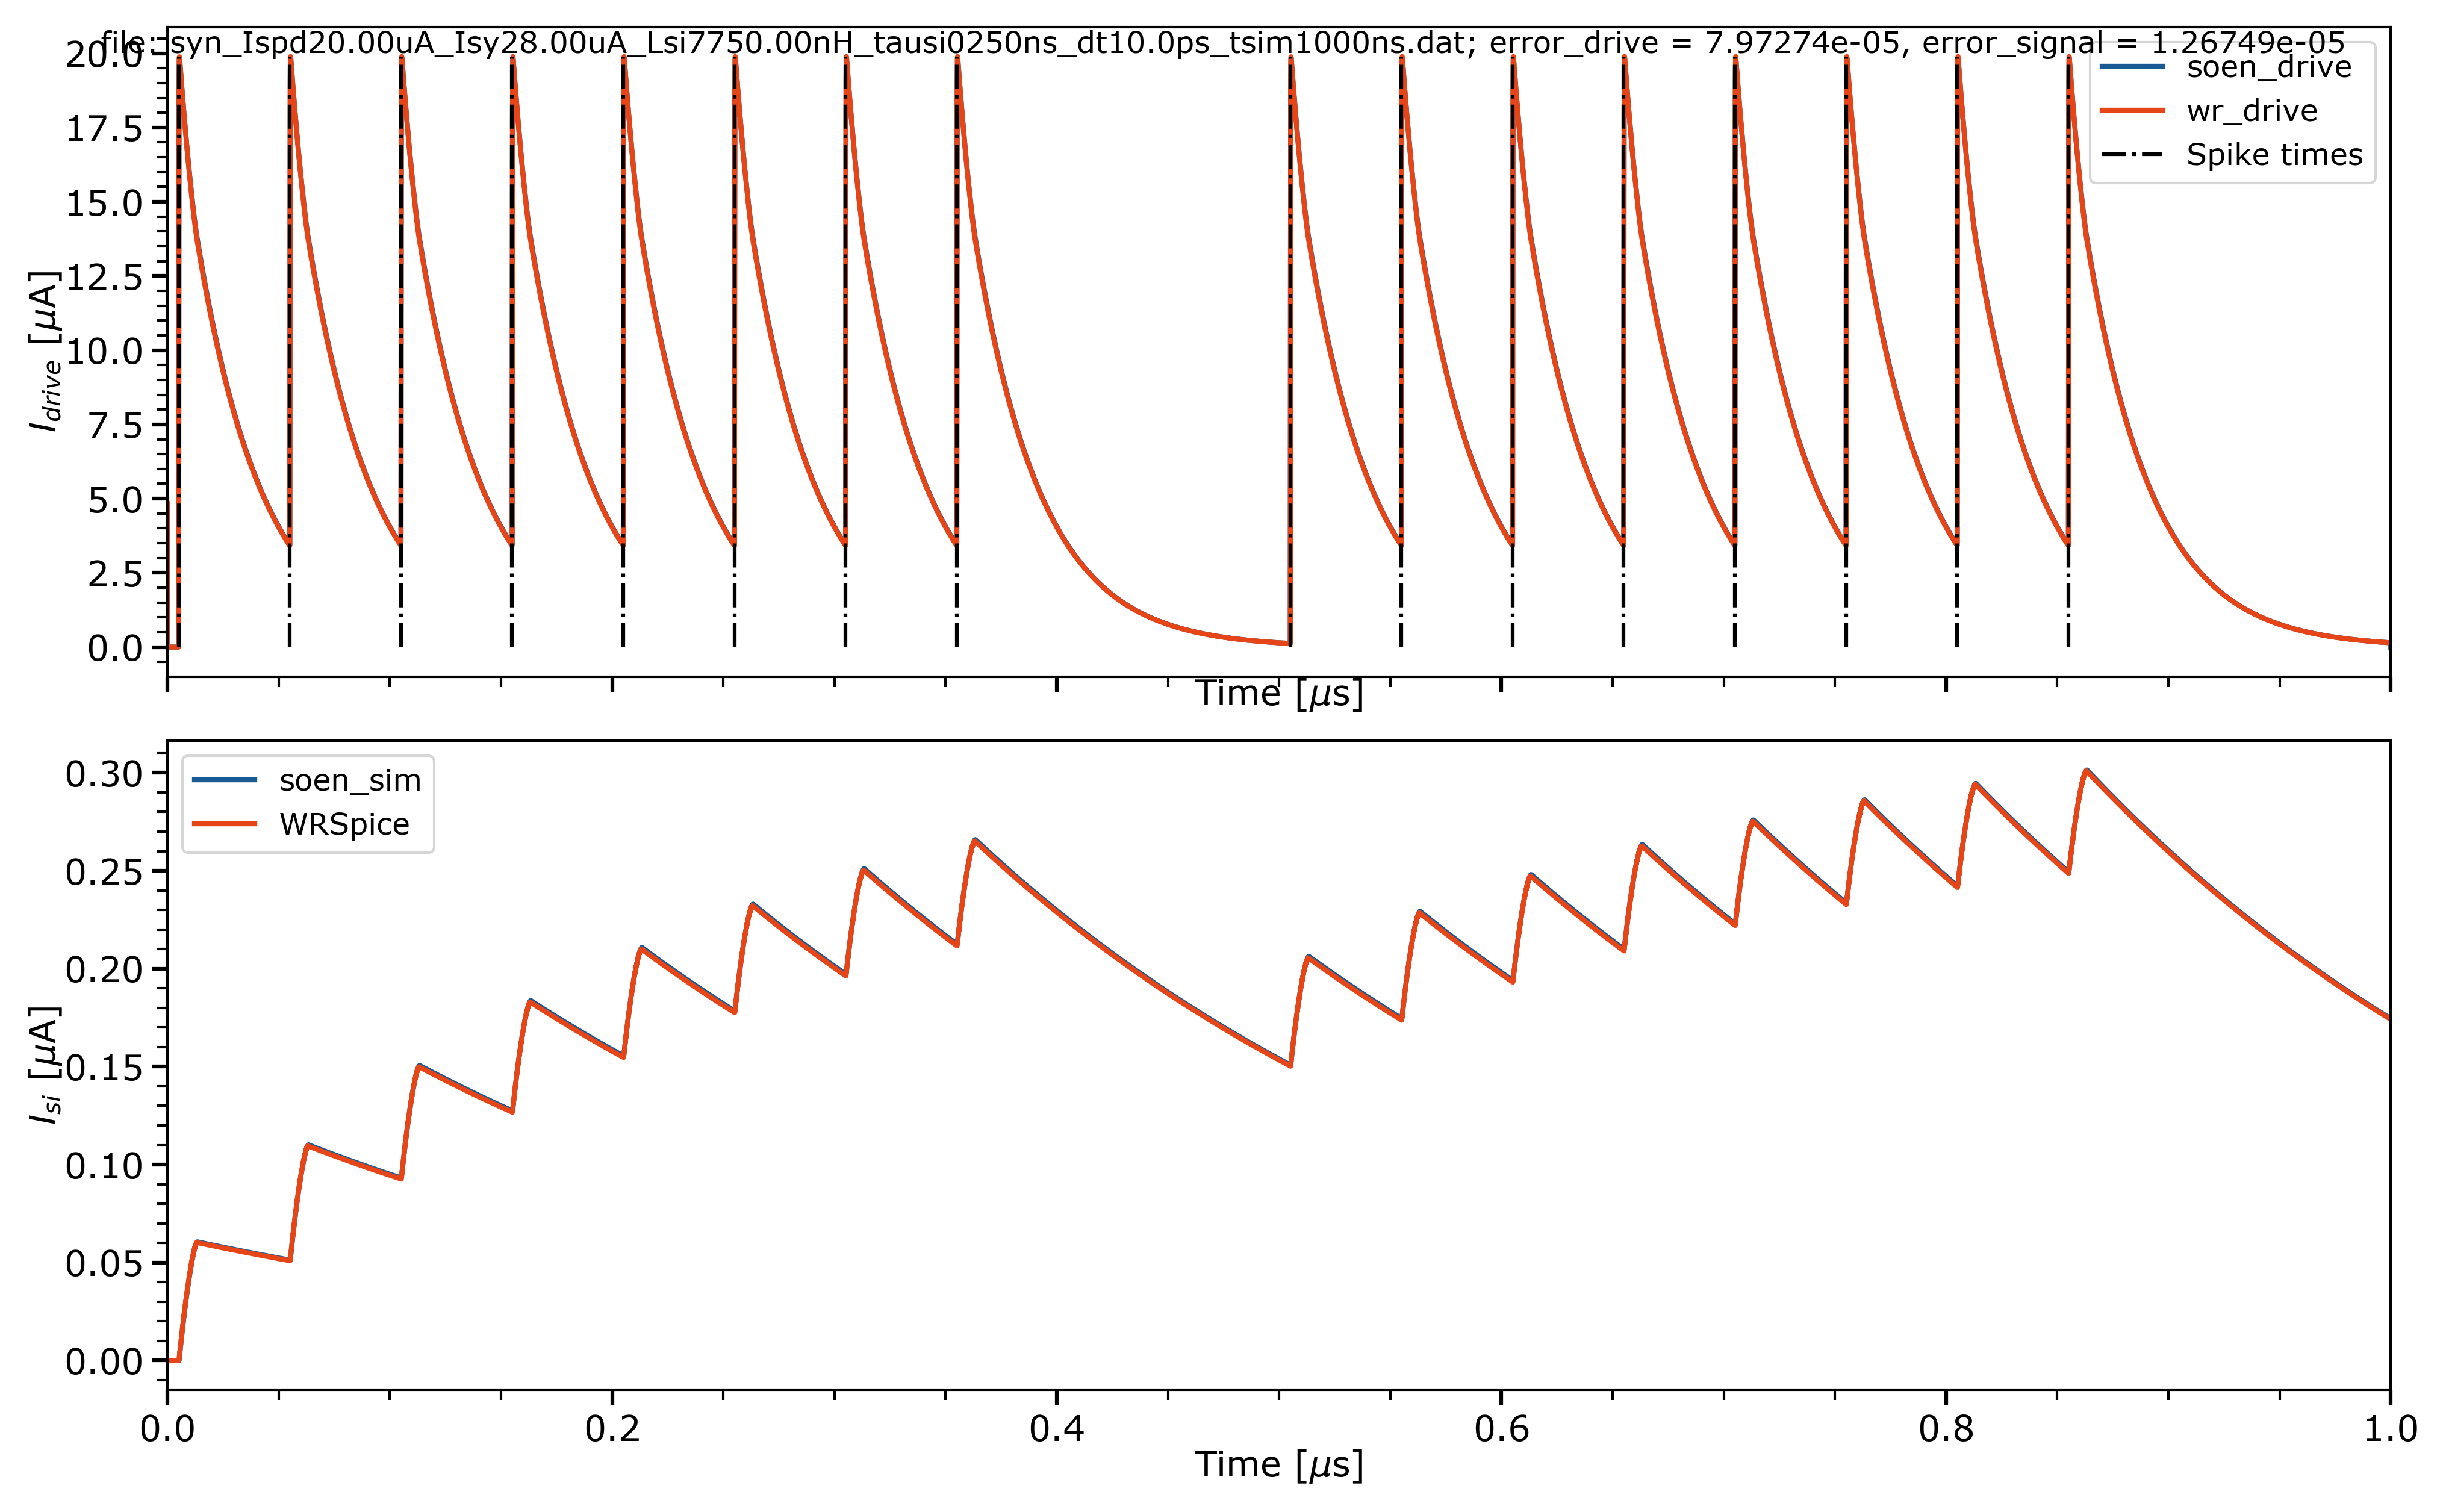 file: syn_Ispd20.00uA_Isy28.00uA_Lsi7750.00nH_tausi0250ns_dt10.0ps_tsim1000ns.dat; error_drive = 7.97274e-05, error_signal = 1.26749e-05
soen_drive
wr_drive
Spike times
20.0
17.5
15.0
12.5
10.0
7.5
5.0
2.5
0.0
I_drive [μA]
Time [μs]
soen_sim
WRSpice
0.30
0.25
0.20
0.15
0.10
0.05
0.00
I_si [μA]
0.0 0.2 0.4 0.6 0.8 1.0
Time [μs]